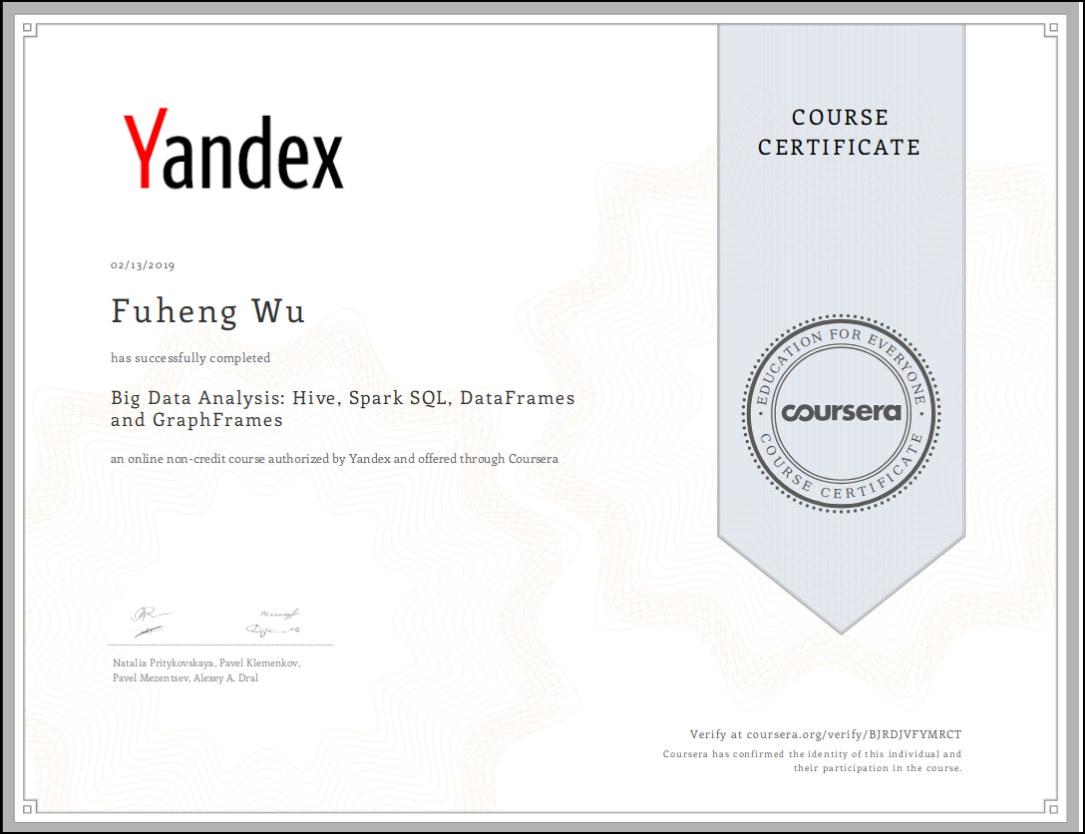 Yandex
COURSE
CERTIFICATE
02/13/2019
Fuheng Wu
has successfully completed
Big Data Analysis: Hive, Spark SQL, DataFrames
and GraphFrames
an online non-credit course authorized by Yandex and offered through Coursera
EDUCATION FOR EVERYONE
coursera
COURSE CERTIFICATE
Natalia Pritykovskaya, Pavel Klemenkov,
Pavel Mezentsev, Alexey A. Dral
Verify at coursera.org/verify/BJRDJVFYMRCT
Coursera has confirmed the identity of this individual and
their participation in the course.